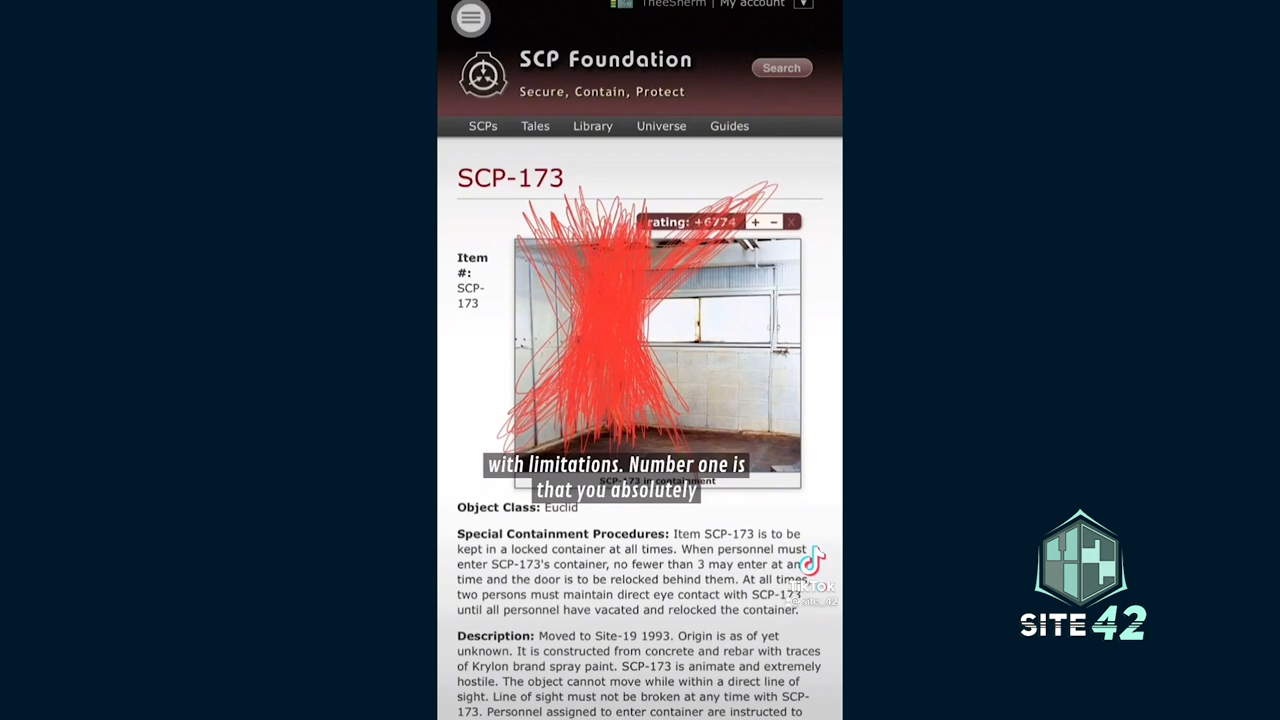 TheeSherm | My account ▼
SCP Foundation
Search
Secure, Contain, Protect
SCPs Tales Library Universe Guides
SCP-173
rating: +6774 + − X
Item
#:
SCP-
173
with limitations. Number one is
SCP-173 in containment
that you absolutely
Object Class: Euclid
Special Containment Procedures: Item SCP-173 is to be
kept in a locked container at all times. When personnel must
enter SCP-173's container, no fewer than 3 may enter at any
time and the door is to be relocked behind them. At all times,
two persons must maintain direct eye contact with SCP-173
until all personnel have vacated and relocked the container.
TikTok
@site_42
Description: Moved to Site-19 1993. Origin is as of yet
unknown. It is constructed from concrete and rebar with traces
of Krylon brand spray paint. SCP-173 is animate and extremely
hostile. The object cannot move while within a direct line of
sight. Line of sight must not be broken at any time with SCP-
173. Personnel assigned to enter container are instructed to
SITE 42